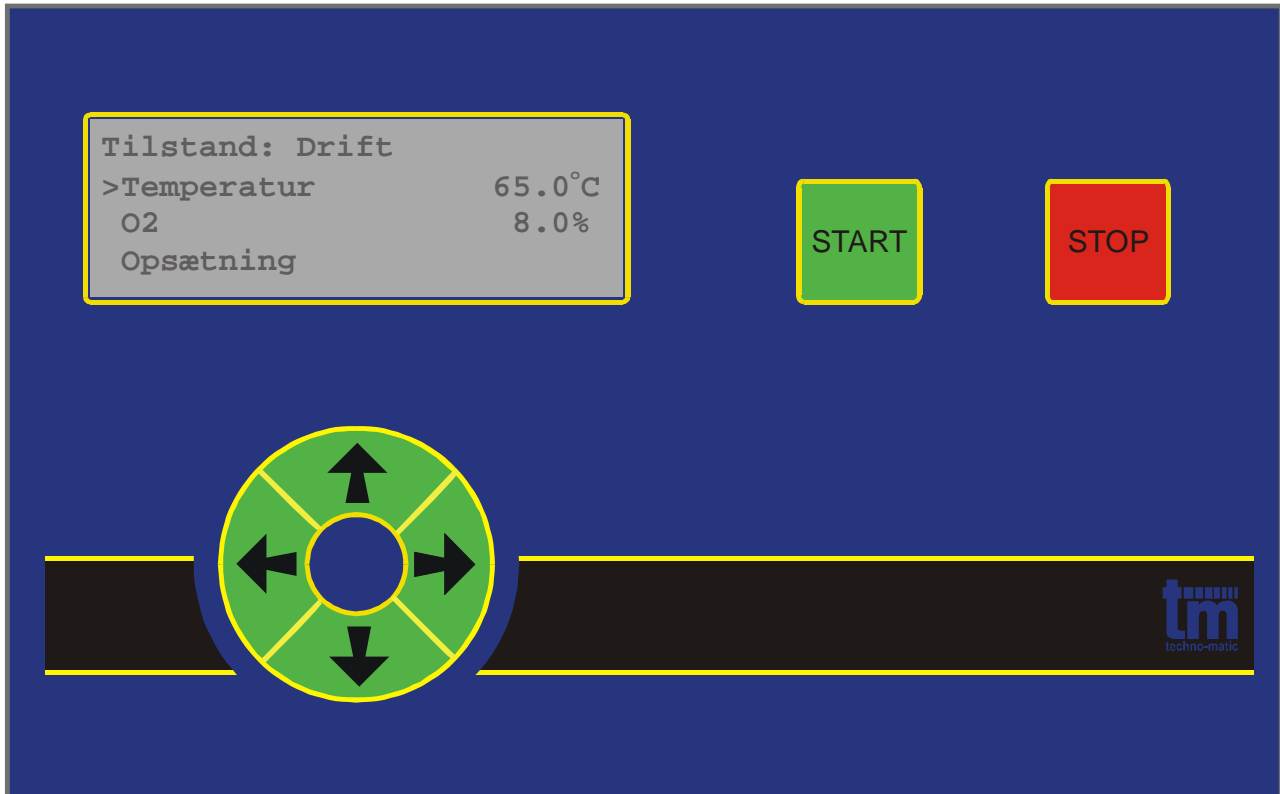 Tilstand: Drift
>Temperatur 65.0°C
O2 8.0%
Opsætning
START
STOP
tm
techno-matic